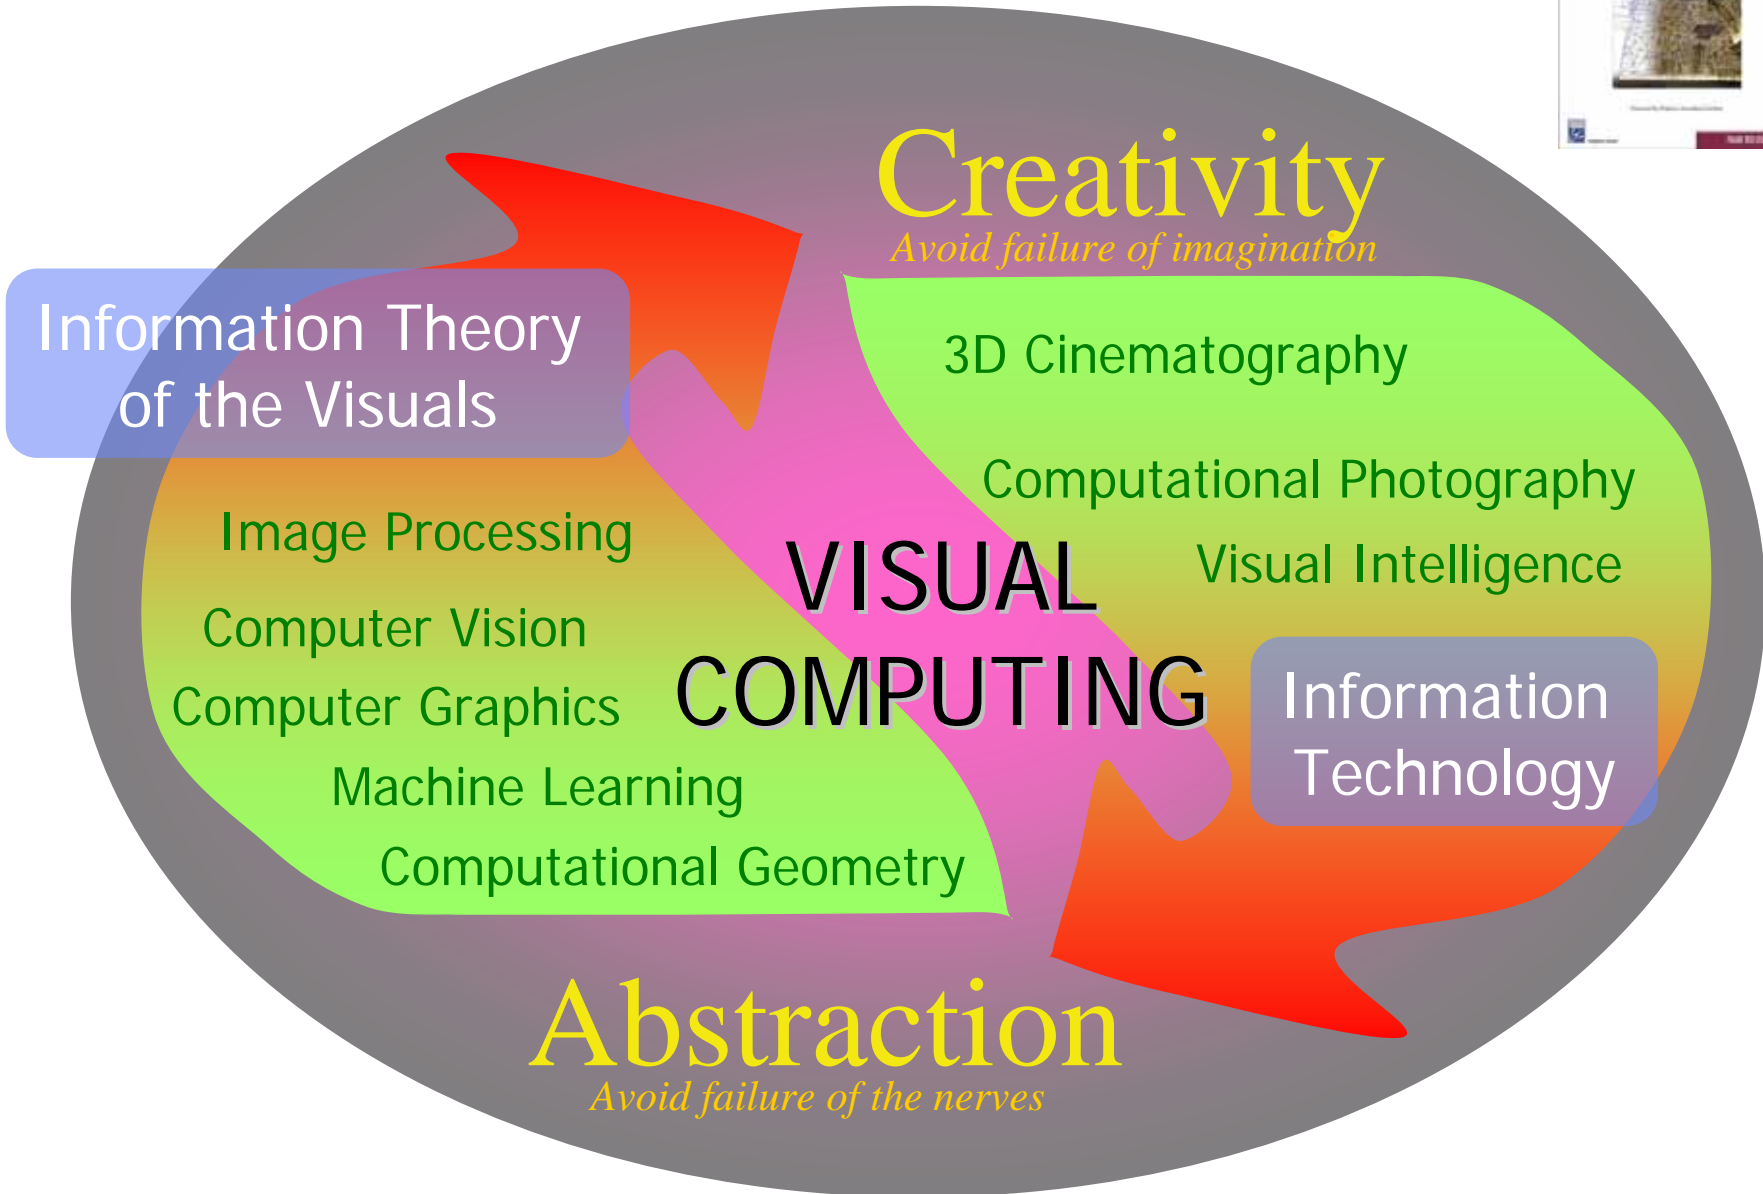 Creativity
Avoid failure of imagination
Information Theory
of the Visuals
3D Cinematography
Computational Photography
Visual Intelligence
Image Processing
Computer Vision
Computer Graphics
Machine Learning
Computational Geometry
VISUAL
COMPUTING
Information
Technology
Abstraction
Avoid failure of the nerves